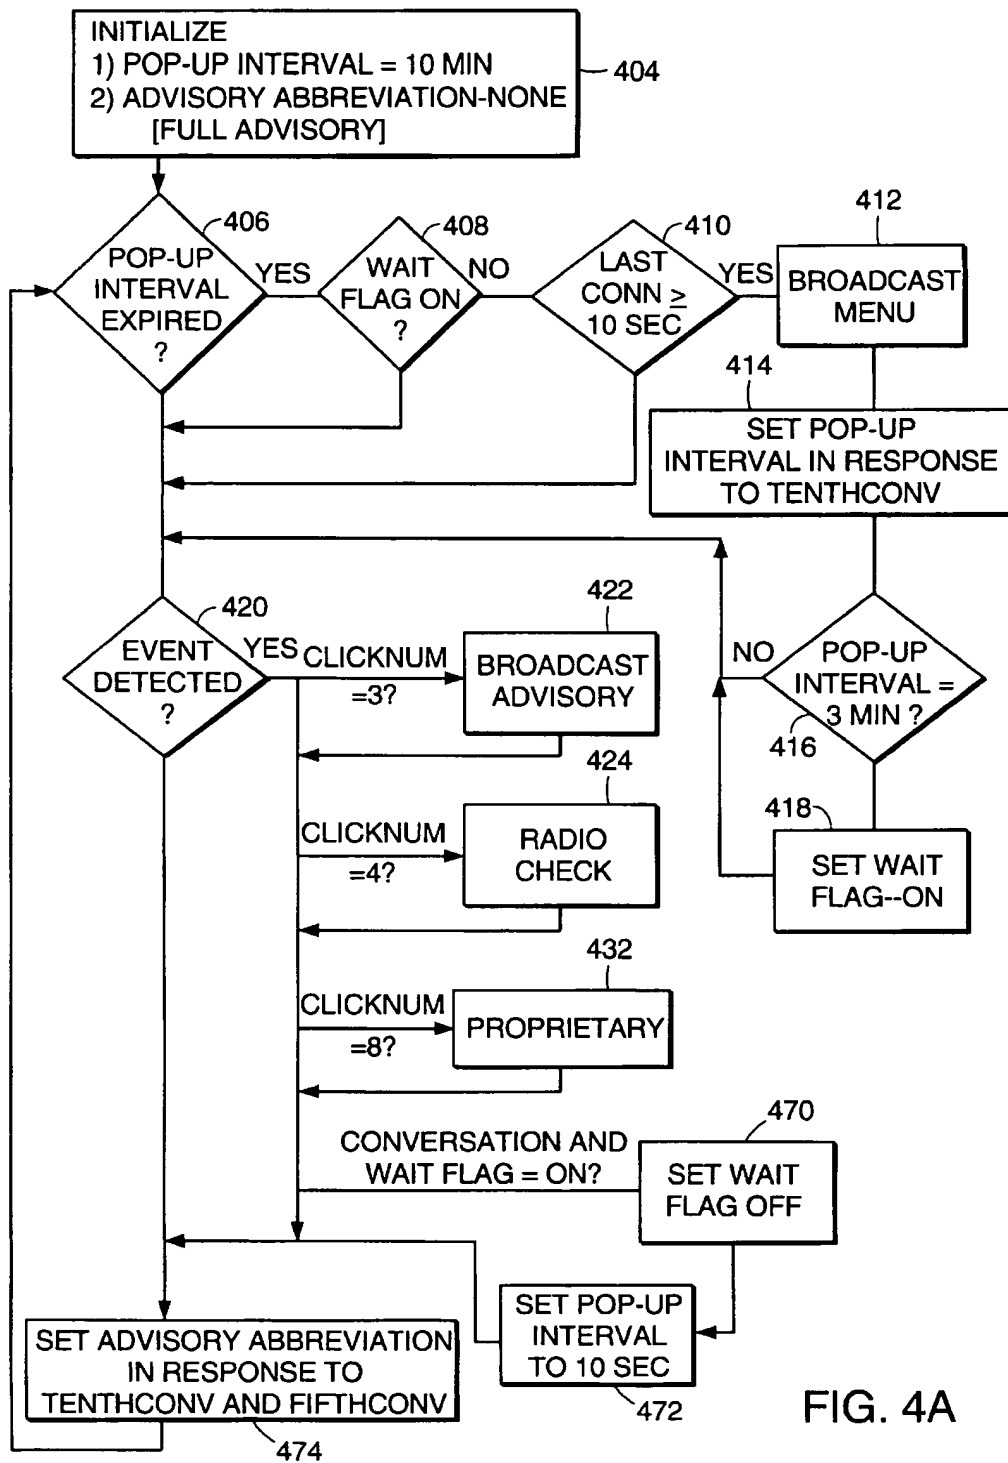 INITIALIZE
1) POP-UP INTERVAL = 10 MIN
2) ADVISORY ABBREVIATION-NONE
[FULL ADVISORY]
404
406
POP-UP
INTERVAL
EXPIRED
?
YES
408
WAIT
FLAG ON
?
NO
410
LAST
CONN ≥
10 SEC
YES
412
BROADCAST
MENU
414
SET POP-UP
INTERVAL IN RESPONSE
TO TENTHCONV
420
EVENT
DETECTED
?
YES
CLICKNUM
=3?
422
BROADCAST
ADVISORY
NO
POP-UP
INTERVAL =
3 MIN ?
416
424
CLICKNUM
=4?
RADIO
CHECK
418
SET WAIT
FLAG--ON
432
CLICKNUM
=8?
PROPRIETARY
CONVERSATION AND
WAIT FLAG = ON?
470
SET WAIT
FLAG OFF
SET POP-UP
INTERVAL
TO 10 SEC
472
SET ADVISORY ABBREVIATION
IN RESPONSE TO
TENTHCONV AND FIFTHCONV
474
FIG. 4A